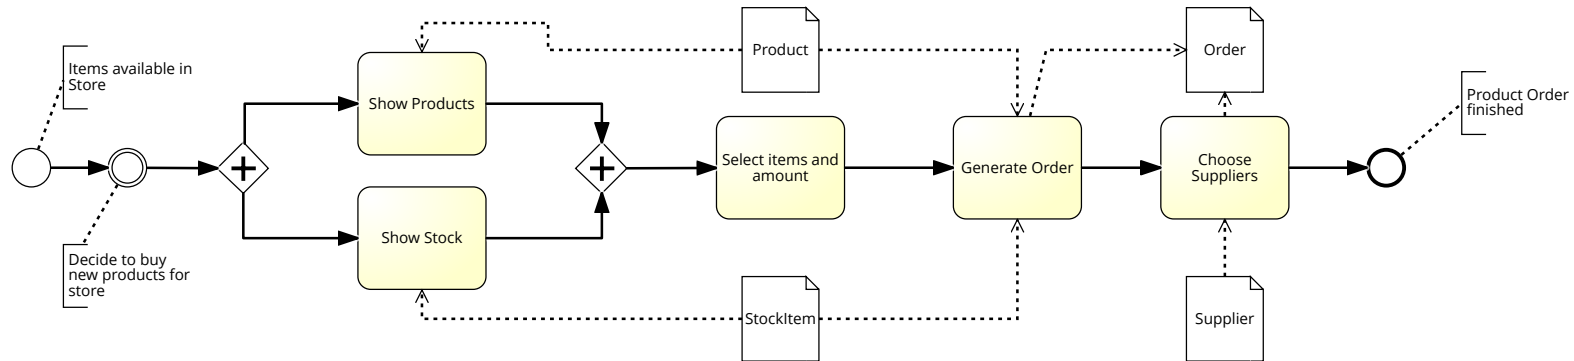 Items available in
Store
Decide to buy
new products for
store
Show Products
Show Stock
Product
Select items and
amount
StockItem
Generate Order
Order
Choose
Suppliers
Supplier
Product Order
finished